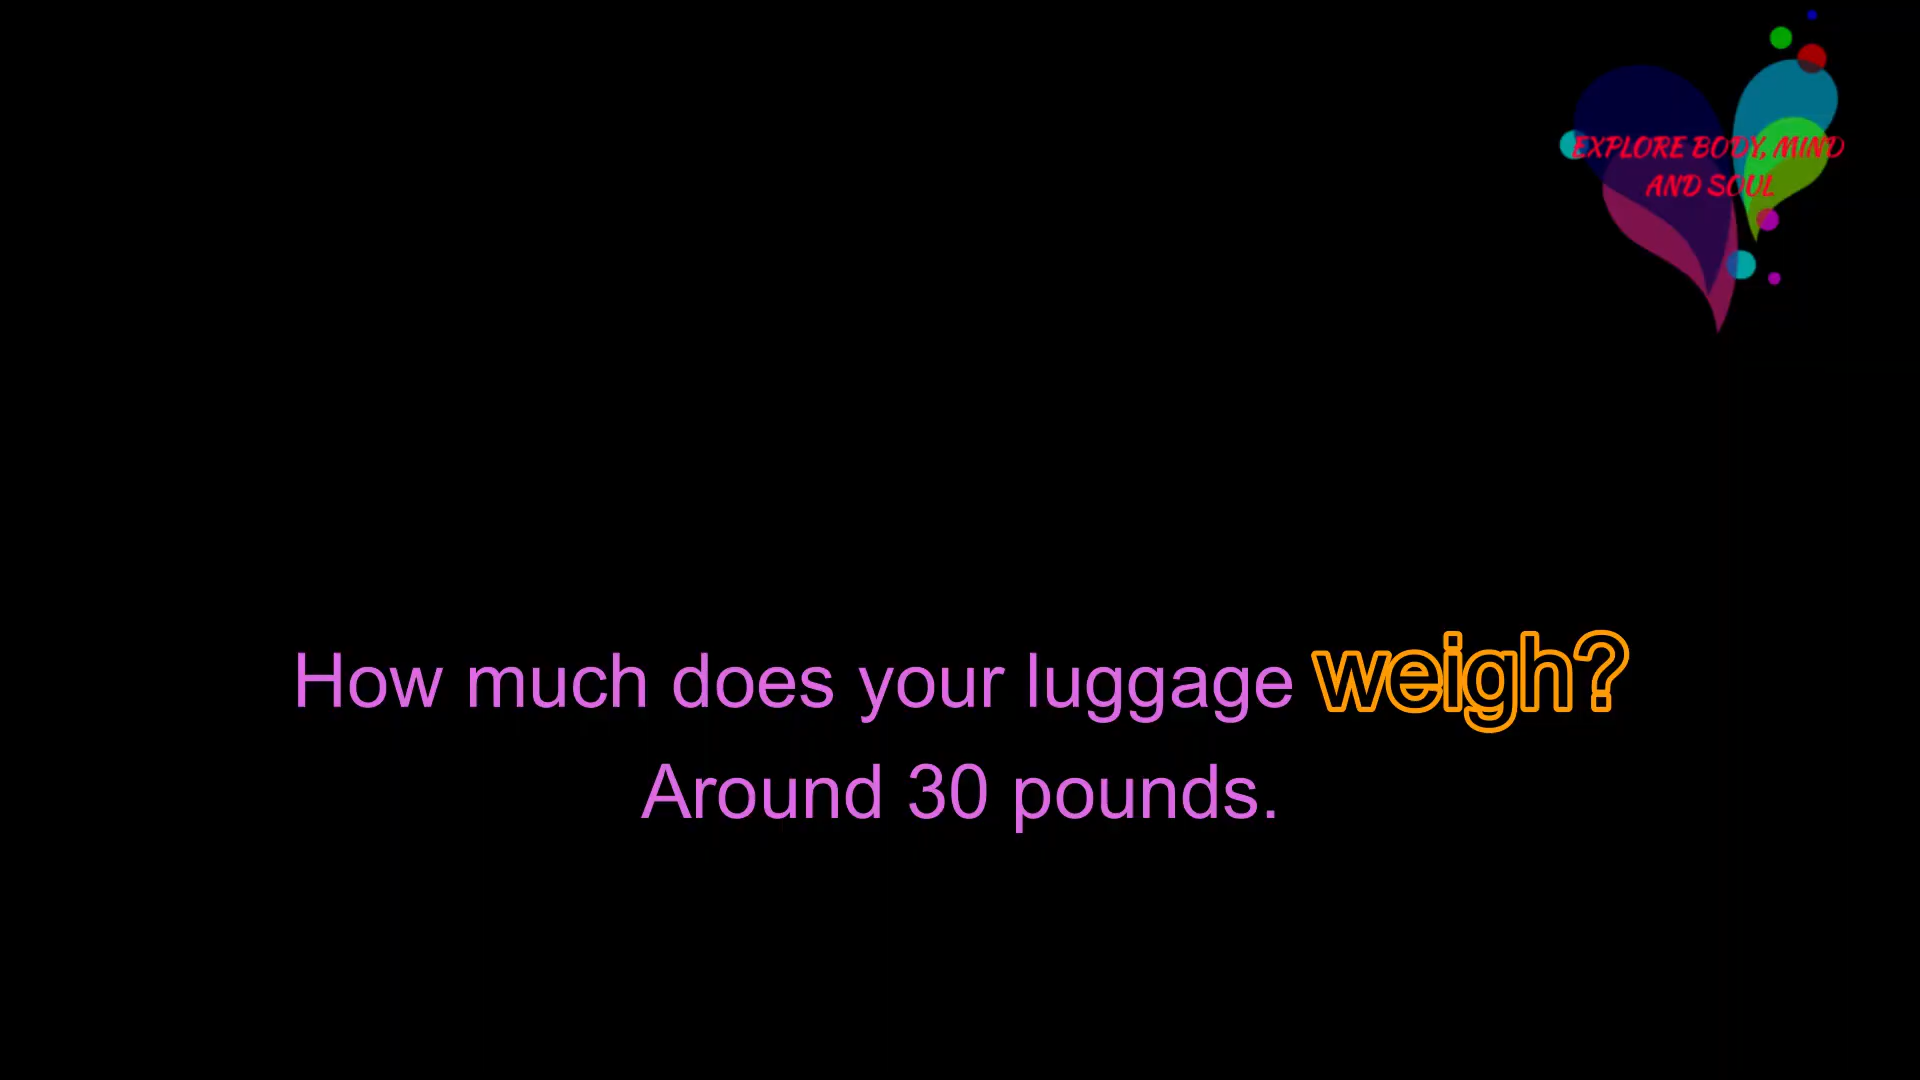 EXPLORE BODY, MIND
AND SOUL
How much does your luggage weigh?
Around 30 pounds.